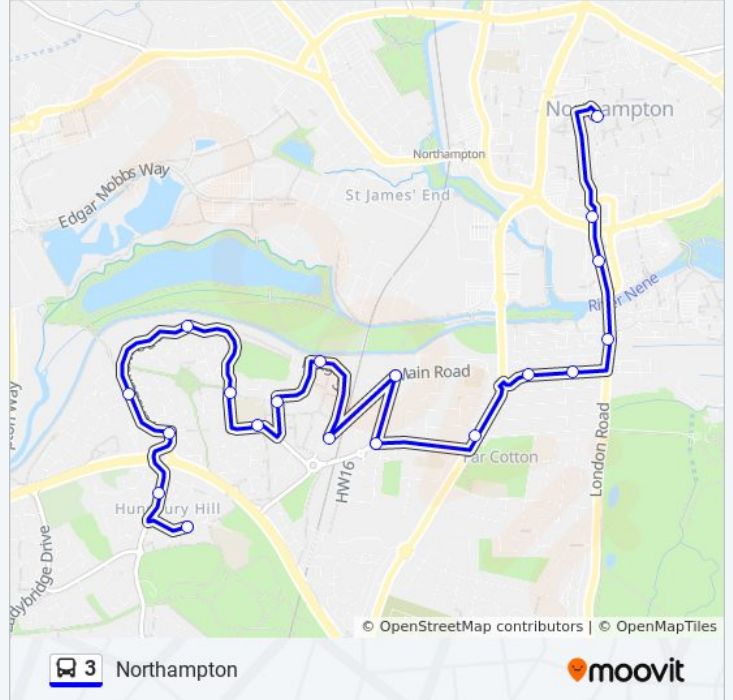 Northampton
Northampton
Edgar Mobbs Way
St James' End
River Nene
Main Road
Far Cotton
London Road
HW16
Hunsbury Hill
© OpenStreetMap contributors | © OpenMapTiles
3 Northampton
moovit